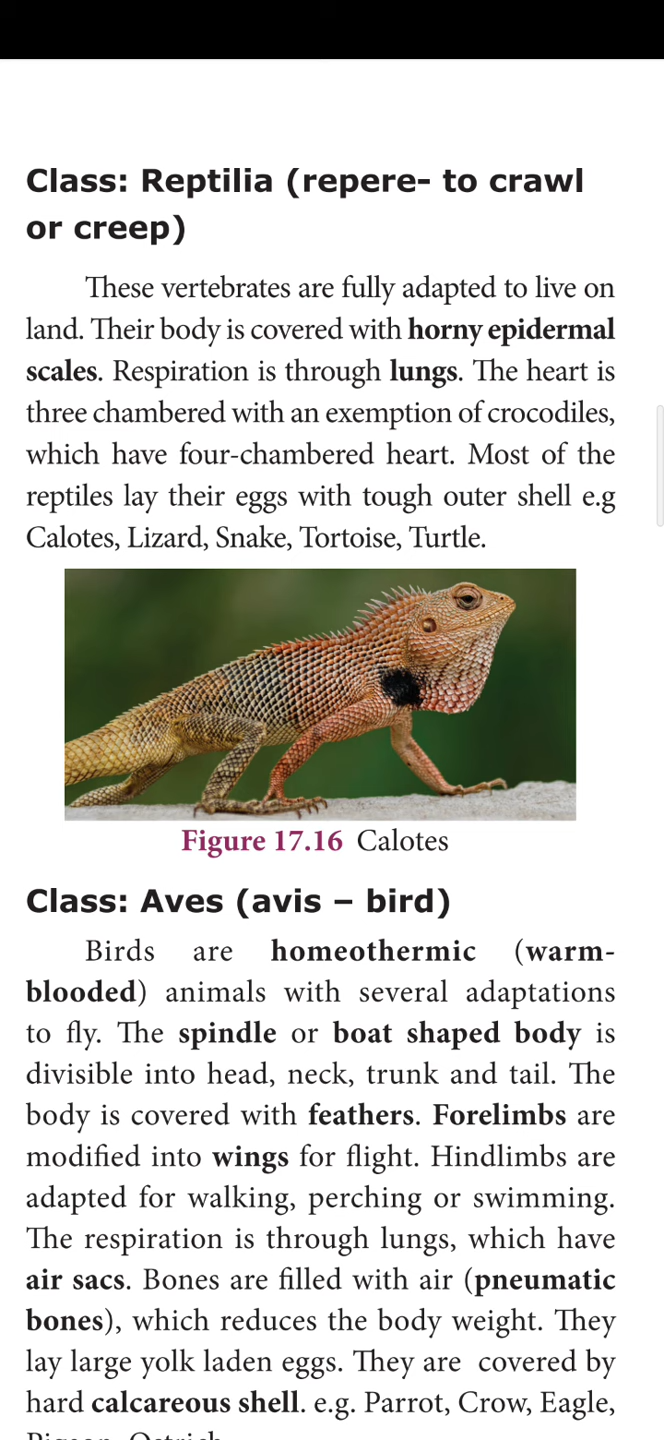 Class: Reptilia (repere- to crawl
or creep)
These vertebrates are fully adapted to live on
land. Their body is covered with horny epidermal
scales. Respiration is through lungs. The heart is
three chambered with an exemption of crocodiles,
which have four-chambered heart. Most of the
reptiles lay their eggs with tough outer shell e.g
Calotes, Lizard, Snake, Tortoise, Turtle.
Figure 17.16 Calotes
Class: Aves (avis – bird)
Birds are homeothermic (warm-
blooded) animals with several adaptations
to fly. The spindle or boat shaped body is
divisible into head, neck, trunk and tail. The
body is covered with feathers. Forelimbs are
modified into wings for flight. Hindlimbs are
adapted for walking, perching or swimming.
The respiration is through lungs, which have
air sacs. Bones are filled with air (pneumatic
bones), which reduces the body weight. They
lay large yolk laden eggs. They are covered by
hard calcareous shell. e.g. Parrot, Crow, Eagle,